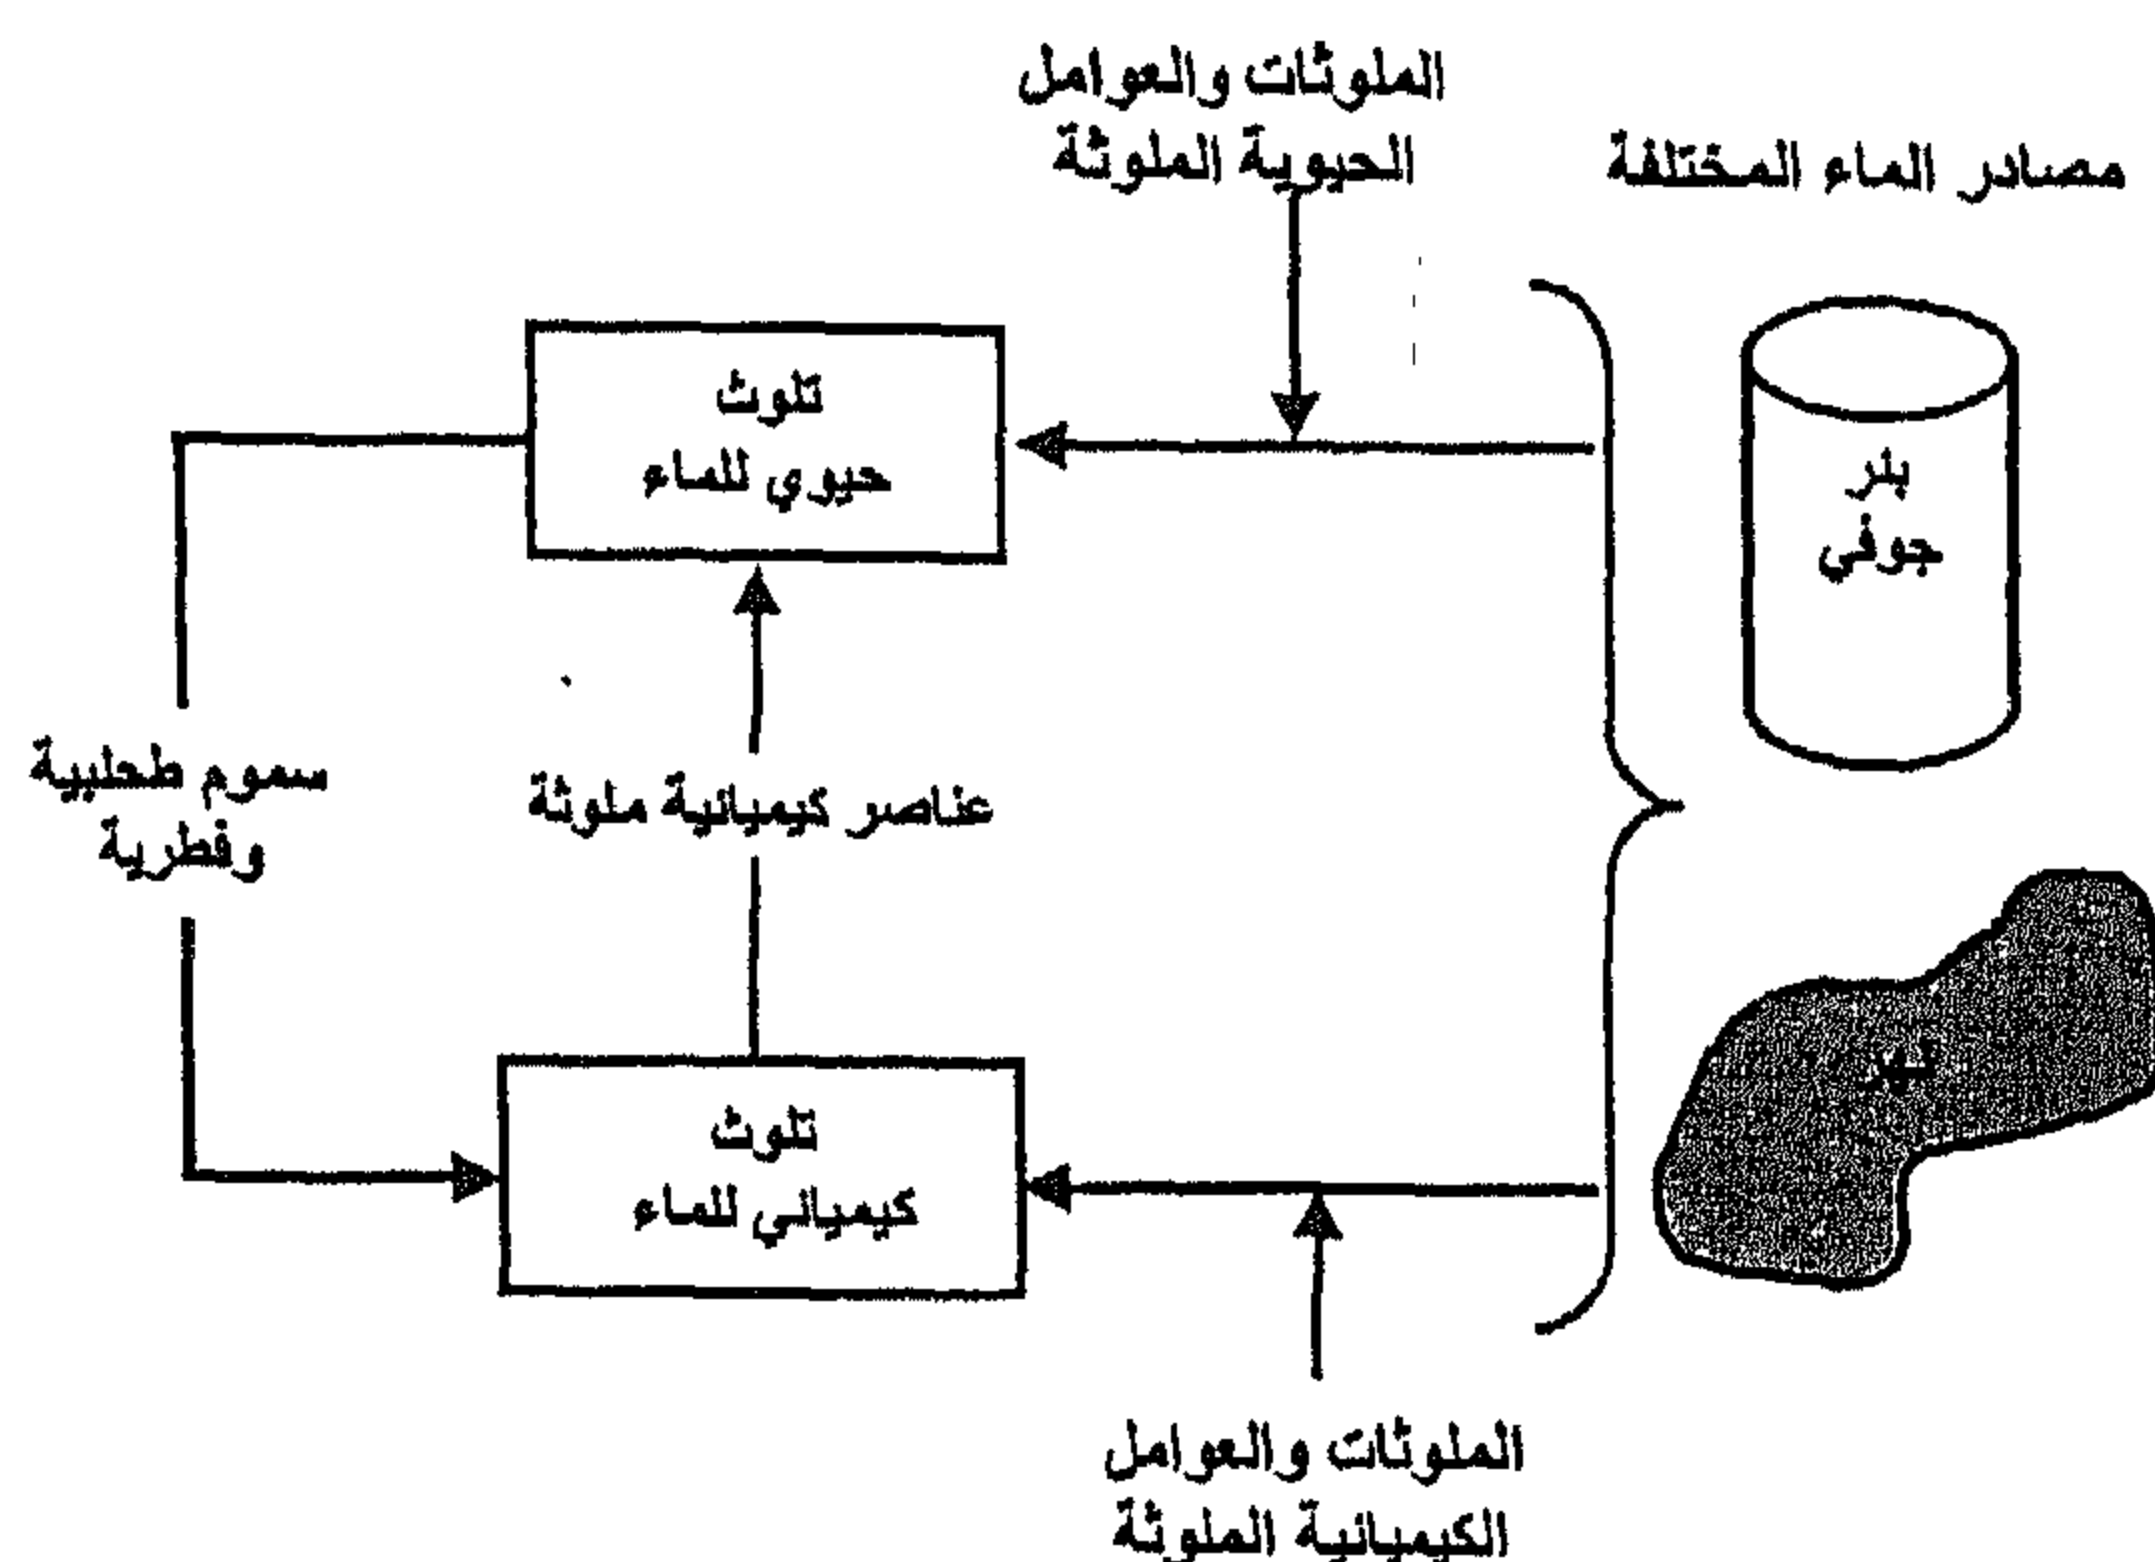 مصادر الماء المختلفة
الملوثات والعوامل
الحيوية الملوثة
بئر
جوفي
تلوث
حيوي للماء
سموم طحلبية
وفطرية
عناصر كيميائية ملوثة
نهر
تلوث
كيميائي للماء
الملوثات والعوامل
الكيميائية الملوثة